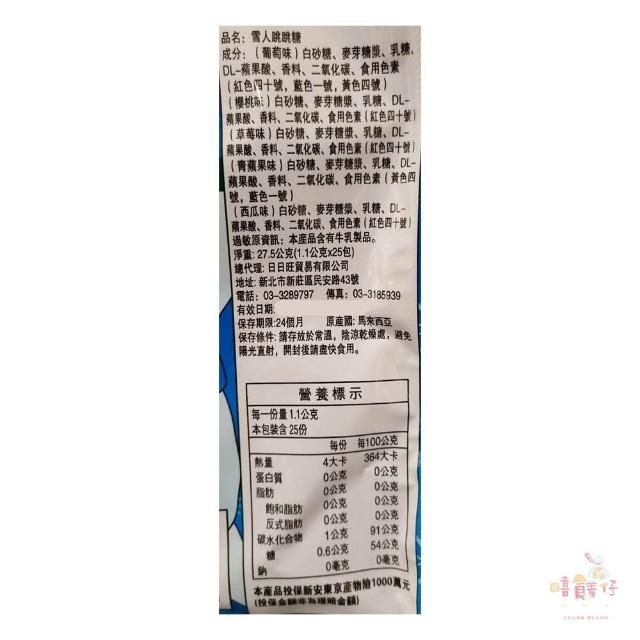 品名: 雪人跳跳糖
成分: (葡萄味) 白砂糖、麥芽糖漿、乳糖、
DL-蘋果酸、香料、二氧化碳、食用色素
(紅色四十號, 藍色一號, 黃色四號)
(櫻桃味) 白砂糖、麥芽糖漿、乳糖、DL-
蘋果酸、香料、二氧化碳、食用色素 (紅色四十號)
(草莓味) 白砂糖、麥芽糖漿、乳糖、DL-
蘋果酸、香料、二氧化碳、食用色素 (紅色四十號)
(青蘋果味) 白砂糖、麥芽糖漿、乳糖、DL-
蘋果酸、香料、二氧化碳、食用色素 (黃色四
號, 藍色一號)
(西瓜味) 白砂糖、麥芽糖漿、乳糖、DL-
蘋果酸、香料、二氧化碳、食用色素 (紅色四十號)
過敏原資訊: 本產品含有牛乳製品。
淨重: 27.5公克(1.1公克x25包)
總代理: 日日旺貿易有限公司
地址: 新北市新莊區民安路43號
電話: 03-3289797 傳真: 03-3185939
有效日期:
保存期限:24個月 原產國: 馬來西亞
保存條件: 請存放於常溫, 陰涼乾燥處, 避免
陽光直射, 開封後請盡快食用。
營養標示
每一份量 1.1公克
本包裝含 25份
每份 每100公克
熱量 4大卡 364大卡
蛋白質 0公克 0公克
脂肪 0公克 0公克
飽和脂肪 0公克 0公克
反式脂肪 0公克 0公克
碳水化合物 1公克 91公克
糖 0.6公克 54公克
鈉 0毫克 0毫克
本產品投保新安東京產物險1000萬元
(投保金額非為理賠金額)